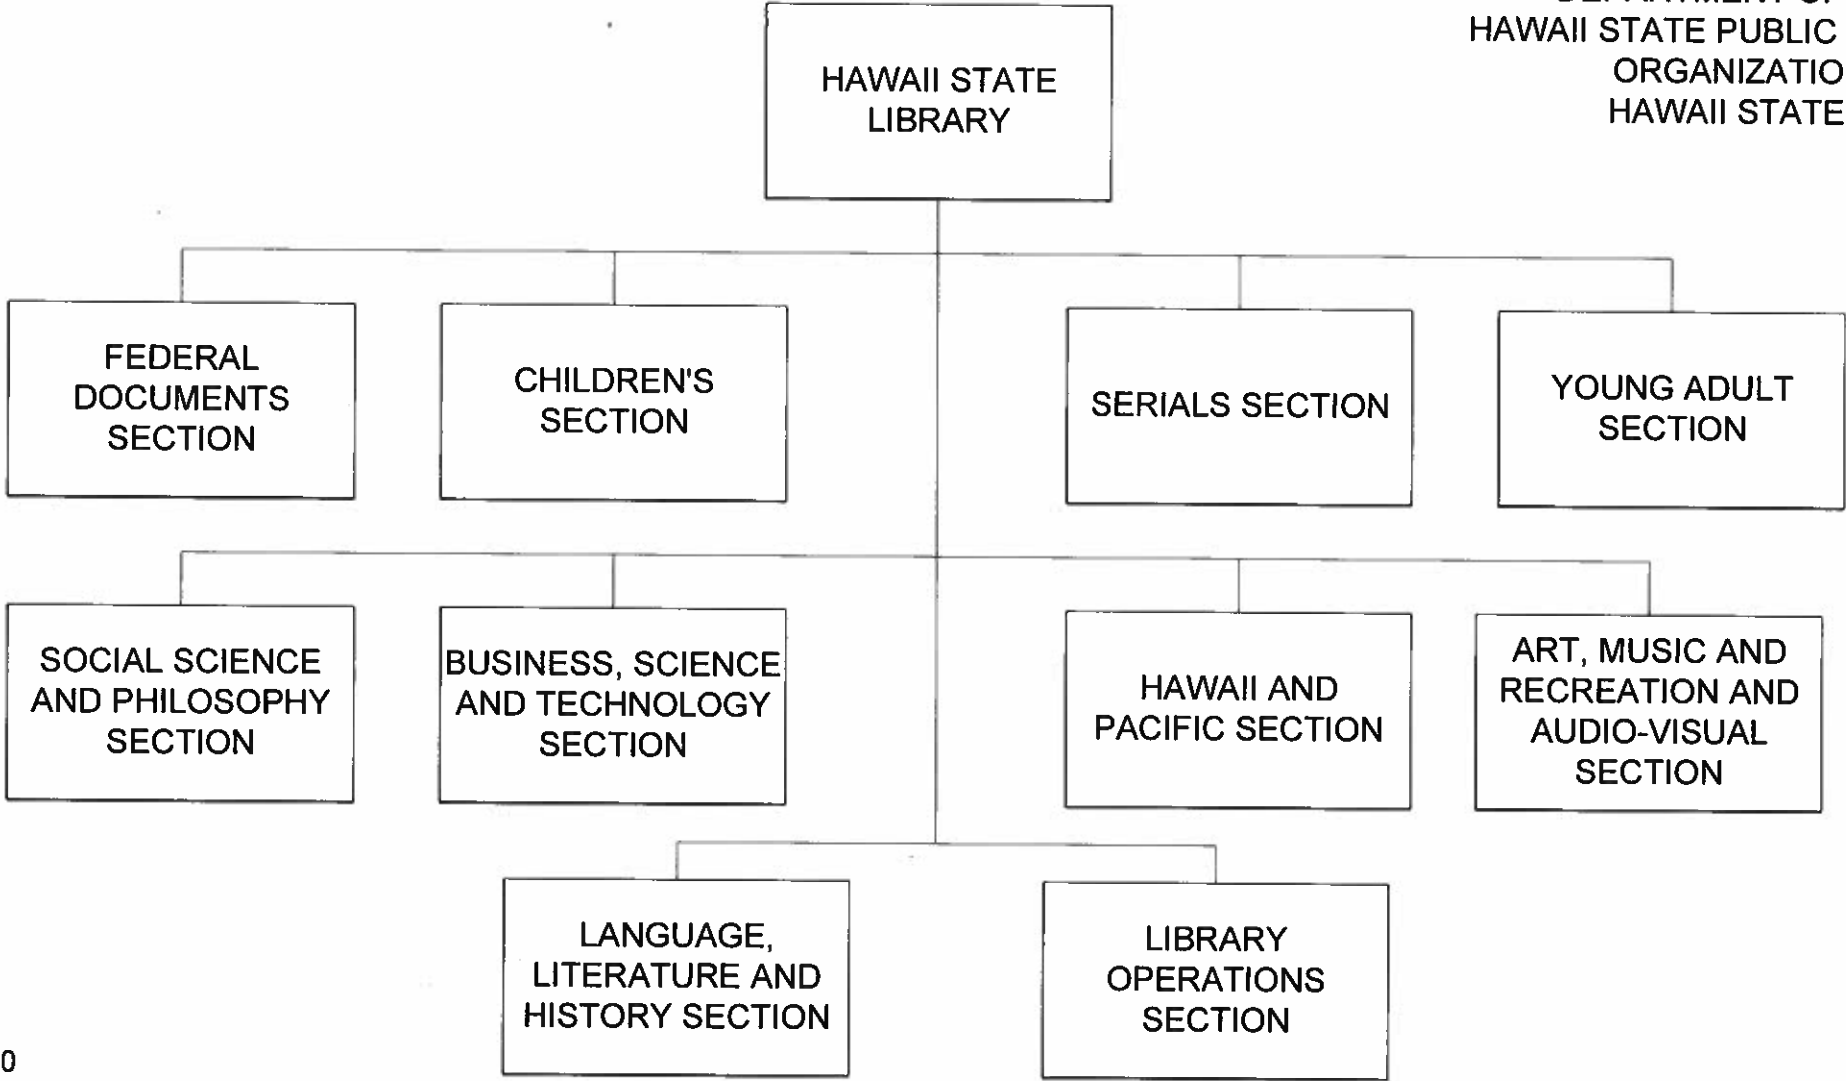 HAWAII STATE PUBLIC
ORGANIZATIO
HAWAII STATE
HAWAII STATE
LIBRARY
FEDERAL
DOCUMENTS
SECTION
CHILDREN'S
SECTION
SERIALS SECTION
YOUNG ADULT
SECTION
SOCIAL SCIENCE
AND PHILOSOPHY
SECTION
BUSINESS, SCIENCE
AND TECHNOLOGY
SECTION
HAWAII AND
PACIFIC SECTION
ART, MUSIC AND
RECREATION AND
AUDIO-VISUAL
SECTION
LANGUAGE,
LITERATURE AND
HISTORY SECTION
LIBRARY
OPERATIONS
SECTION
0